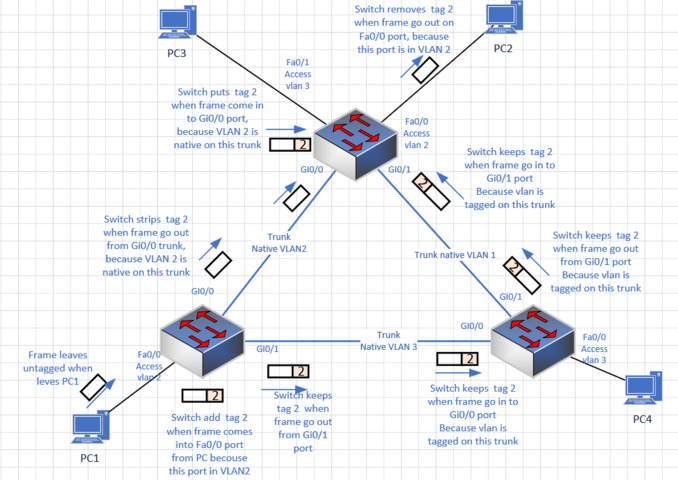 PC3
Switch removes tag 2
when frame go out on
Fa0/0 port, because
this port is in VLAN 2
PC2
Fa0/1
Access
vlan 3
Switch puts tag 2
when frame come in
to Gi0/0 port,
because VLAN 2 is
native on this trunk
2
Fa0/0
Access
vlan 2
GI0/0
GI0/1
Switch keeps tag 2
when frame go in to
Gi0/1 port
Because vlan is
tagged on this trunk
2
Switch strips tag 2
when frame go out
from Gi0/0 trunk,
because VLAN 2 is
native on this trunk
Trunk
Native VLAN2
Trunk native VLAN 1
Switch keeps tag 2
when frame go out
from Gi0/1 port
Because vlan is
tagged on this trunk
2
GI0/0
GI0/1
Frame leaves
untagged when
leves PC1
Fa0/0
Access
vlan 2
GI0/1
Trunk
Native VLAN 3
GI0/0
Fa0/0
Access
vlan 3
2
2
2
Switch keeps
tag 2 when
frame go out
from Gi0/1
port
Switch keeps tag 2
when frame go in to
Gi0/0 port
Because vlan is
tagged on this trunk
Switch add tag 2
when frame comes
into Fa0/0 port
from PC becouse
this port in VLAN2
PC1
PC4